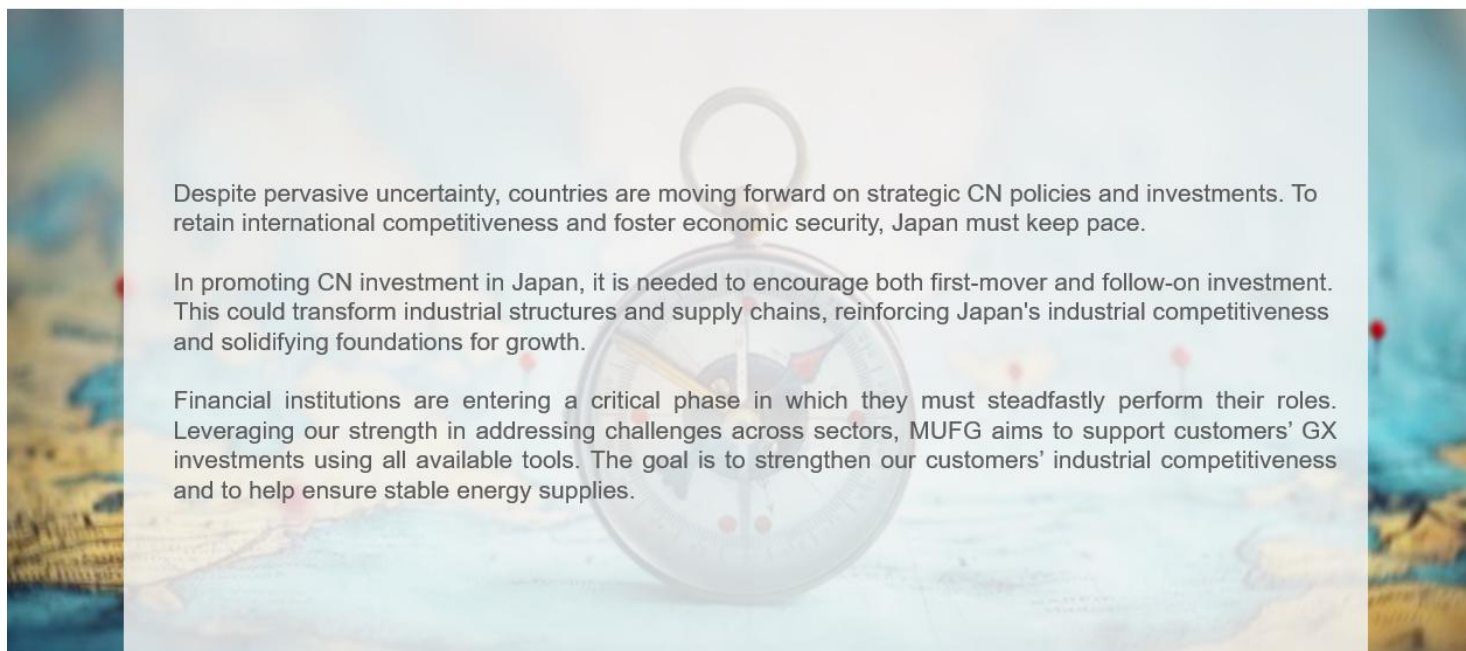 Despite pervasive uncertainty, countries are moving forward on strategic CN policies and investments. To
retain international competitiveness and foster economic security, Japan must keep pace.
In promoting CN investment in Japan, it is needed to encourage both first-mover and follow-on investment.
This could transform industrial structures and supply chains, reinforcing Japan's industrial competitiveness
and solidifying foundations for growth.
Financial institutions are entering a critical phase in which they must steadfastly perform their roles.
Leveraging our strength in addressing challenges across sectors, MUFG aims to support customers’ GX
investments using all available tools. The goal is to strengthen our customers’ industrial competitiveness
and to help ensure stable energy supplies.